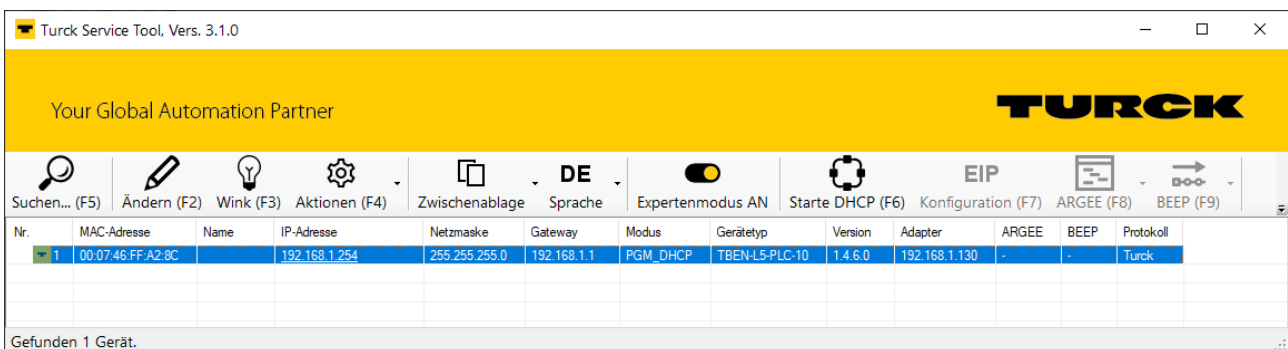 Turck Service Tool, Vers. 3.1.0
Your Global Automation Partner
TURCK
Suchen... (F5) Ändern (F2) Wink (F3) Aktionen (F4) Zwischenablage DE Sprache Expertenmodus AN Starte DHCP (F6) EIP Konfiguration (F7) ARGEE (F8) BEEP (F9)
Nr. MAC-Adresse Name IP-Adresse Netzmaske Gateway Modus Gerätetyp Version Adapter ARGEE BEEP Protokoll
1 00:07:46:FF:A2:8C 192.168.1.254 255.255.255.0 192.168.1.1 PGM_DHCP TBEN-L5-PLC-10 1.4.6.0 192.168.1.130 - - Turck
Gefunden 1 Gerät.